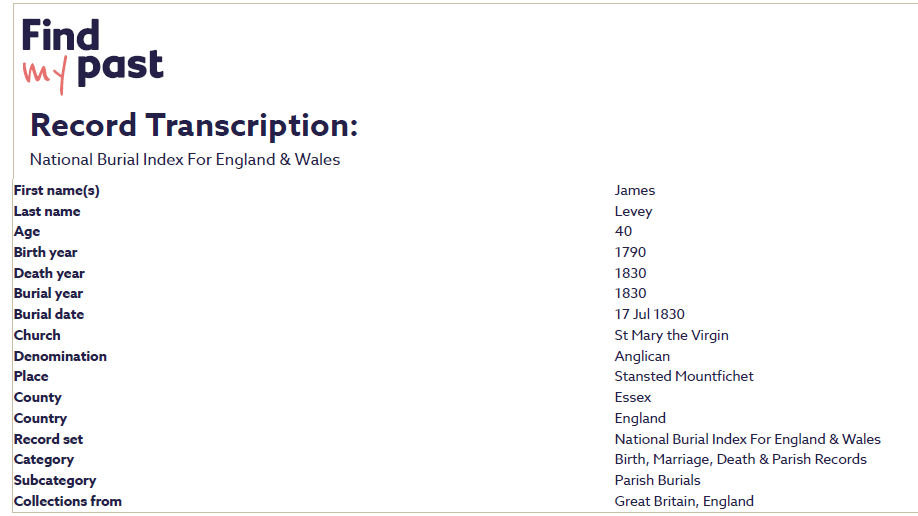 Find
my past
Record Transcription:
National Burial Index For England & Wales
First name(s) James
Last name Levey
Age 40
Birth year 1790
Death year 1830
Burial year 1830
Burial date 17 Jul 1830
Church St Mary the Virgin
Denomination Anglican
Place Stansted Mountfichet
County Essex
Country England
Record set National Burial Index For England & Wales
Category Birth, Marriage, Death & Parish Records
Subcategory Parish Burials
Collections from Great Britain, England